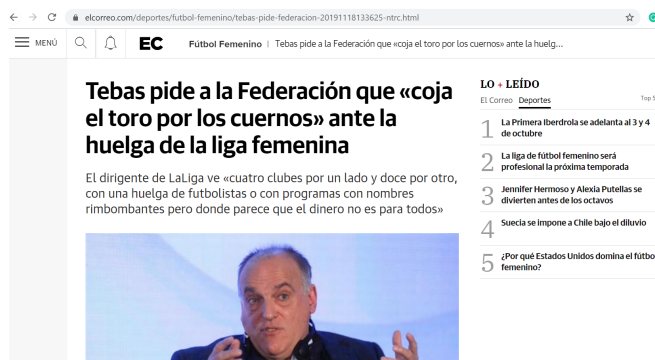 elcorreo.com/deportes/futbol-femenino/tebas-pide-federacion-20191118133625-ntrc.html
MENÚ
EC
Fútbol Femenino | Tebas pide a la Federación que «coja el toro por los cuernos» ante la huelg...
Tebas pide a la Federación que «coja
el toro por los cuernos» ante la
huelga de la liga femenina
El dirigente de LaLiga ve «cuatro clubes por un lado y doce por otro,
con una huelga de futbolistas o con programas con nombres
rimbombantes pero donde parece que el dinero no es para todos»
LO + LEÍDO
El Correo Deportes
Top 5
1 La Primera Iberdrola se adelanta al 3 y 4
de octubre
2 La liga de fútbol femenino será
profesional la próxima temporada
3 Jennifer Hermoso y Alexia Putellas se
divierten antes de los octavos
4 Suecia se impone a Chile bajo el diluvio
5 ¿Por qué Estados Unidos domina el fútbo
femenino?